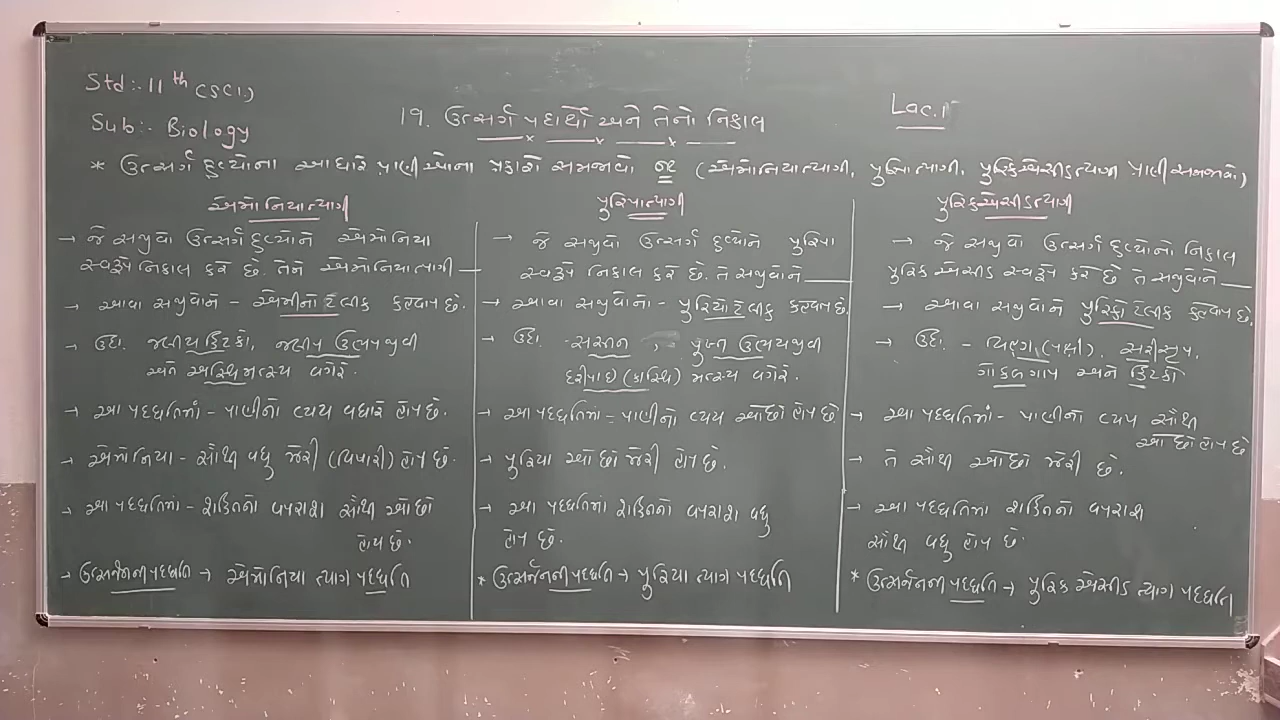 Std:- 11th (SCI)
Sub:- Biology
Lec.1
19. ઉત્સર્ગ પદાર્થો અને તેનો નિકાલ
* ઉત્સર્ગ દ્રવ્યોના આધારે પ્રાણીઓના પ્રકારો સમજાવો (એમોનિયાત્યાગી, યુરિયાત્યાગી, યુરિકએસીડત્યાગી પ્રાણી સમજાવો)
એમોનિયાત્યાગી
→ જે સજીવો ઉત્સર્ગ દ્રવ્યોને એમોનિયા
સ્વરૂપે નિકાલ કરે છે. તેને એમોનિયાત્યાગી —
→ આવા સજીવોને - એમીનોટેલીક કહેવાય છે.
→ ઉદા. જલીય કિટકો, જલીય ઉભયજીવી
અને અસ્થિમત્સ્ય વગેરે.
→ આ પદ્ધતિમાં - પાણીનો વ્યય વધારે હોય છે.
→ એમોનિયા - સૌથી વધુ ઝેરી (વિષારી) હોય છે.
→ આ પદ્ધતિમાં - શક્તિનો વપરાશ સૌથી ઓછો
હોય છે.
→ ઉત્સર્જનની પદ્ધતિ → એમોનિયા ત્યાગ પદ્ધતિ
યુરિયાત્યાગી
→ જે સજીવો ઉત્સર્ગ દ્રવ્યોને યુરિયા
સ્વરૂપે નિકાલ કરે છે. તે સજીવોને —
→ આવા સજીવોનો - યુરિયોટેલીક કહેવાય છે.
→ ઉદા. -સસ્તન, - પુખ્ત ઉભયજીવી
દરીયાઇ (કાસ્થિ) મત્સ્ય વગેરે.
→ આ પદ્ધતિમાં - પાણીનો વ્યય ઓછો હોય છે
→ યુરિયા ઓછો ઝેરી હોય છે.
→ આ પદ્ધતિમાં શક્તિનો વપરાશ વધુ
હોય છે.
* ઉત્સર્જનની પદ્ધતિ → યુરિયા ત્યાગ પદ્ધતિ
યુરિકએસીડત્યાગી
→ જે સજીવો ઉત્સર્ગ દ્રવ્યોનો નિકાલ
યુરિક એસીડ સ્વરૂપે કરે છે તે સજીવોને —
→ આવા સજીવોને યુરિકોટેલીક કહેવાય છે.
→ ઉદા. - વિહગ (પક્ષી). સરીસૃપ.
ગોકળગાય અને કિટકો
→ આ પદ્ધતિમાં - પાણીનો વ્યય સૌથી
ઓછો હોય છે
→ તે સૌથી ઓછો ઝેરી છે.
→ આ પદ્ધતિમાં શક્તિનો વપરાશ
સૌથી વધુ હોય છે.
* ઉત્સર્જનની પદ્ધતિ → યુરિક એસીડ ત્યાગ પદ્ધતિ